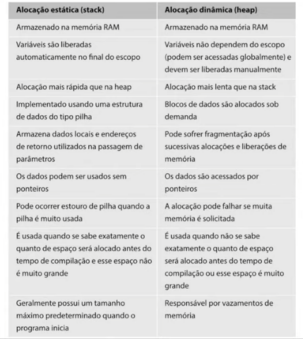 Alocação estática (stack)
Alocação dinâmica (heap)
Armazenado na memória RAM
Armazenado na memória RAM
Variáveis são liberadas
automaticamente no final do escopo
Variáveis não dependem do escopo
(podem ser acessadas globalmente) e
devem ser liberadas manualmente
Alocação mais rápida que na heap
Alocação mais lenta que na stack
Implementado usando uma estrutura
de dados do tipo pilha
Blocos de dados são alocados sob
demanda
Armazena dados locais e endereços
de retorno utilizados na passagem de
parâmetros
Pode sofrer fragmentação após
sucessivas alocações e liberações de
memória
Os dados podem ser usados sem
ponteiros
Os dados são acessados por
ponteiros
Pode ocorrer estouro de pilha quando a
pilha é muito usada
A alocação pode falhar se muita
memória é solicitada
É usada quando se sabe exatamente o
quanto de espaço será alocado antes do
tempo de compilação e esse espaço não
é muito grande
É usada quando não se sabe
exatamente o quanto de espaço
será alocado antes do tempo de
compilação ou esse espaço é muito
grande
Geralmente possui um tamanho
máximo predeterminado quando o
programa inicia
Responsável por vazamentos de
memória